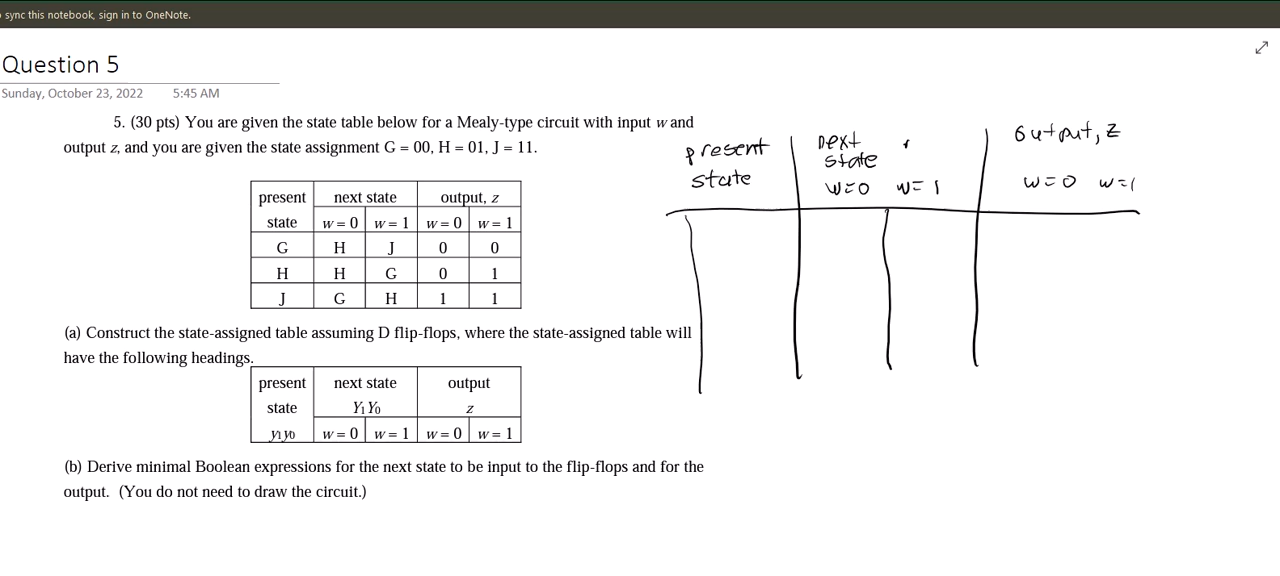 sync this notebook, sign in to OneNote.
Question 5
Sunday, October 23, 2022 5:45 AM
5. (30 pts) You are given the state table below for a Mealy-type circuit with input w and
output z, and you are given the state assignment G = 00, H = 01, J = 11.
present next state output, z
state w = 0 w = 1 w = 0 w = 1
G H J 0 0
H H G 0 1
J G H 1 1
(a) Construct the state-assigned table assuming D flip-flops, where the state-assigned table will
have the following headings.
present next state output
state Y₁ Y₀ z
y₁y₀ w = 0 w = 1 w = 0 w = 1
(b) Derive minimal Boolean expressions for the next state to be input to the flip-flops and for the
output. (You do not need to draw the circuit.)
present next output, z
state state
w=0 w=1 w=0 w=1